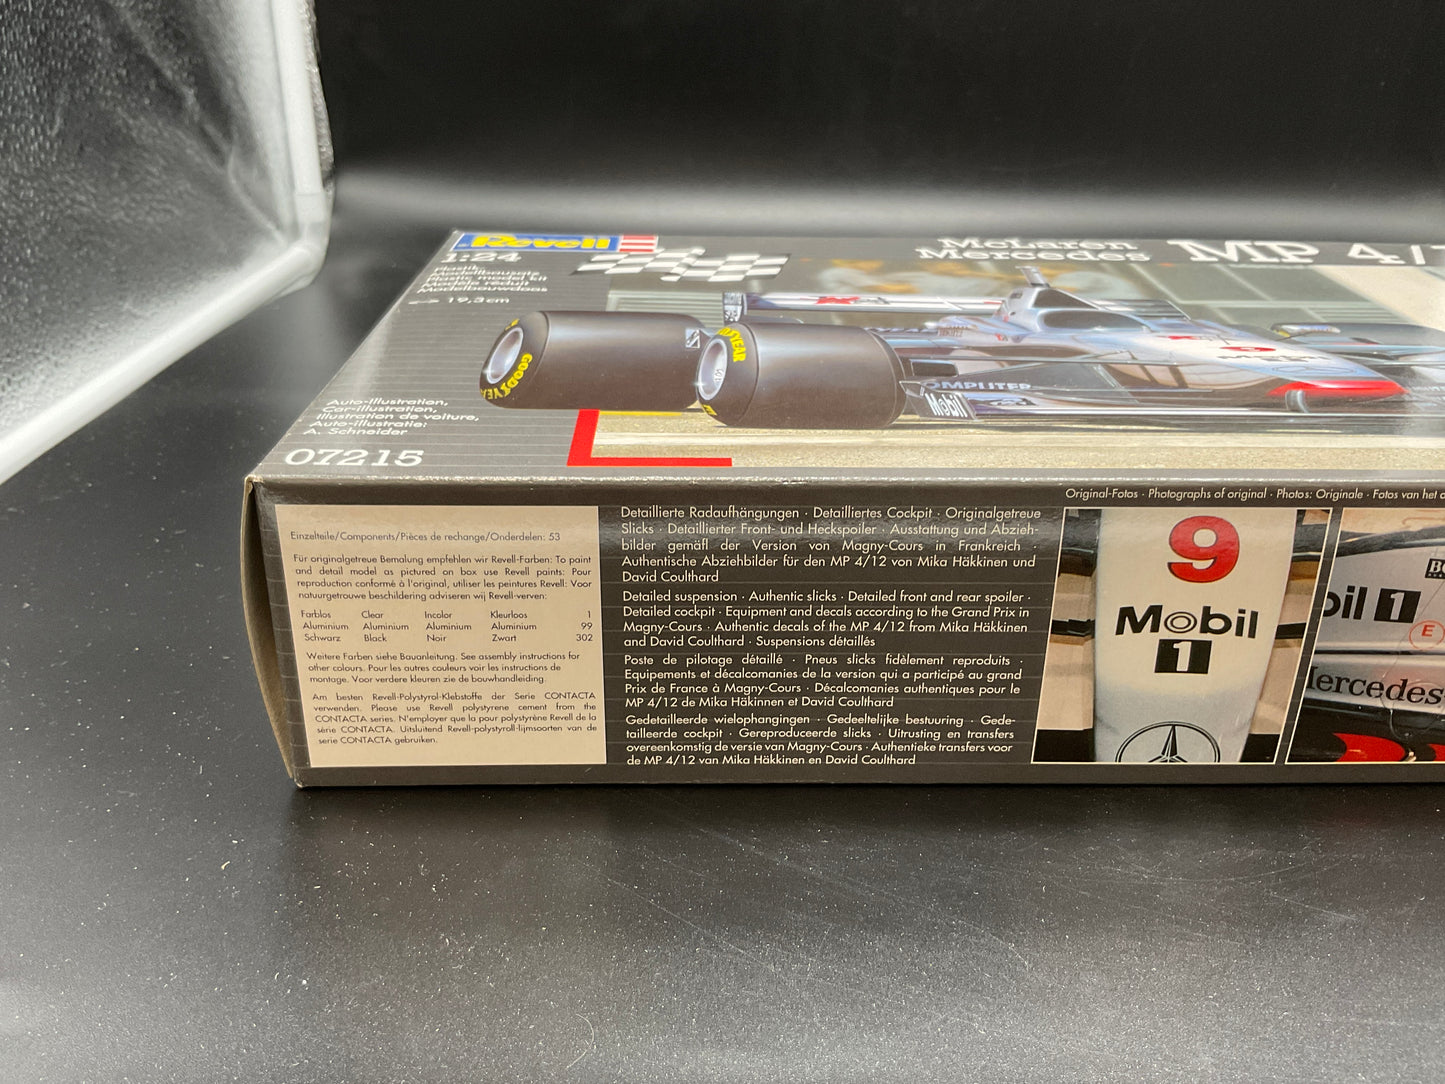 Revell
1:24
Plastik-
Modellbausatz
Plastic model kit
Modèle réduit
Modelbouwdoos
19,3 cm
McLaren
Mercedes
MP 4/1
GOODYEAR
GOODYEAR
COMPUTER
Mobil
Auto-Illustration,
Car-illustration,
Illustration de voiture,
Auto-illustratie:
A. Schneider
07215
Original-Fotos · Photographs of original · Photos: Originale · Fotos van het
Einzelteile/Components/Pièces de rechange/Onderdelen: 53
Für originalgetreue Bemalung empfehlen wir Revell-Farben: To paint
and detail model as pictured on box use Revell paints: Pour
reproduction conformé à l'original, utiliser les peintures Revell: Voor
natuurgetrouwe beschildering adviseren wij Revell-verven:
Farblos Clear Incolor Kleurloos 1
Aluminium Aluminium Aluminium Aluminium 99
Schwarz Black Noir Zwart 302
Weitere Farben siehe Bauanleitung. See assembly instructions for
other colours. Pour les autres couleurs voir les instructions de
montage. Voor verdere kleuren zie de bouwhandleiding.
Am besten Revell-Polystyrol-Klebstoffe der Serie CONTACTA
verwenden. Please use Revell polystyrene cement from the
CONTACTA series. N'employer que la pour polystyrène Revell de la
série CONTACTA. Uitsluitend Revell-polystyroll-lijmsoorten van de
serie CONTACTA gebruiken.
Detaillierte Radaufhängungen · Detailliertes Cockpit · Originalgetreue
Slicks · Detaillierter Front- und Heckspoiler · Ausstattung und Abzieh-
bilder gemäß der Version von Magny-Cours in Frankreich ·
Authentische Abziehbilder für den MP 4/12 von Mika Häkkinen und
David Coulthard
Detailed suspension · Authentic slicks · Detailed front and rear spoiler ·
Detailed cockpit · Equipment and decals according to the Grand Prix in
Magny-Cours · Authentic decals of the MP 4/12 from Mika Häkkinen
and David Coulthard · Suspensions détaillés
Poste de pilotage détaillé · Pneus slicks fidèlement reproduits ·
Equipements et décalcomanies de la version qui a participé au grand
Prix de France à Magny-Cours · Décalcomanies authentiques pour le
MP 4/12 de Mika Häkkinen et David Coulthard
Gedetailleerde wielophangingen · Gedeeltelijke bestuuring · Gede-
tailleerde cockpit · Gereproduceerde slicks · Uitrusting en transfers
overeenkomstig de versie van Magny-Cours · Authentieke transfers voor
de MP 4/12 van Mika Häkkinen en David Coulthard
9
Mobil
1
obil 1
E
Mercedes